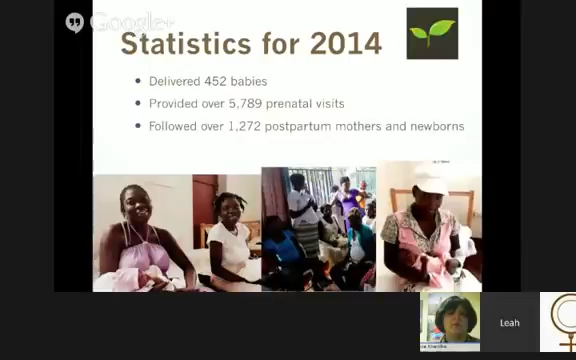 Google+
Statistics for 2014
Delivered 452 babies
Provided over 5,789 prenatal visits
Followed over 1,272 postpartum mothers and newborns
Leah